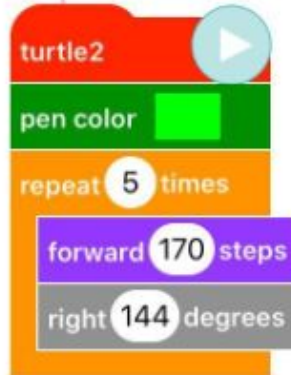 turtle2
pen color
repeat 5 times
forward 170 steps
right 144 degrees